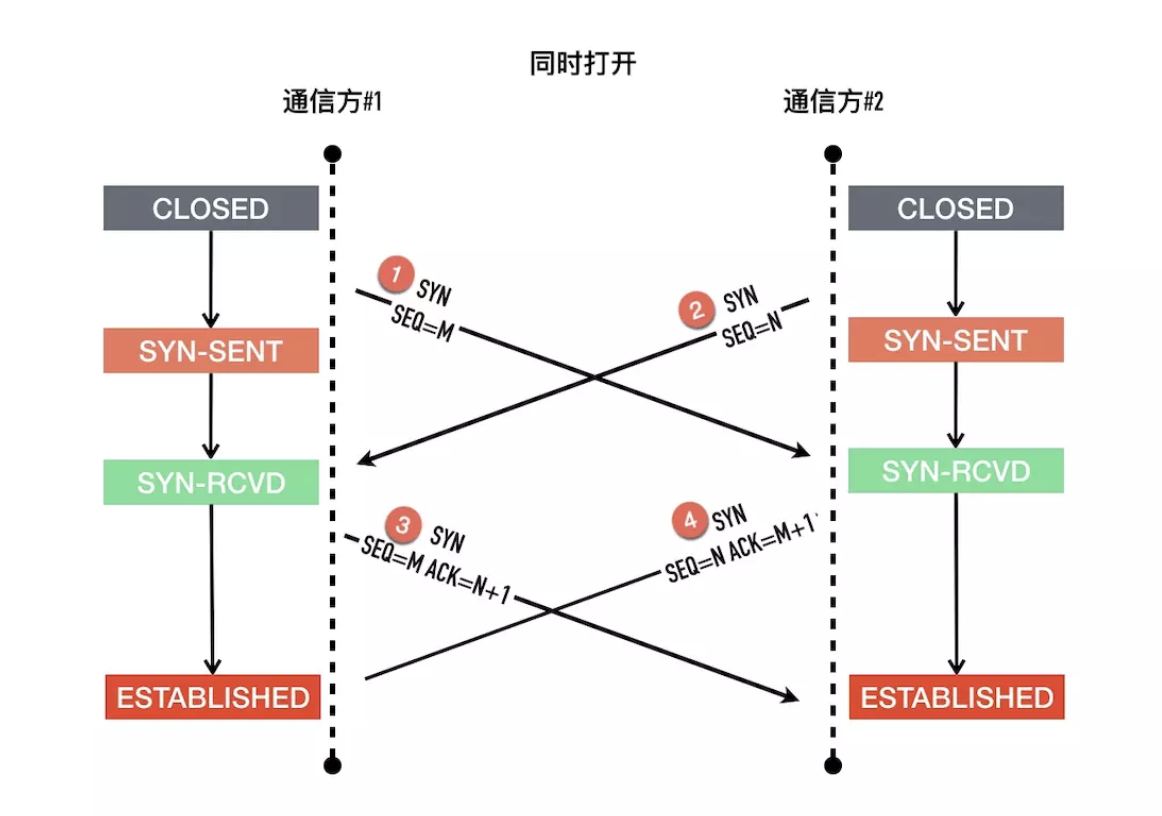 同时打开
通信方#1
通信方#2
CLOSED
CLOSED
1
SYN
SEQ=M
2
SYN
SEQ=N
SYN-SENT
SYN-SENT
SYN-RCVD
SYN-RCVD
3
SYN
SEQ=M ACK=N+1
4
SYN
SEQ=N ACK=M+1
ESTABLISHED
ESTABLISHED